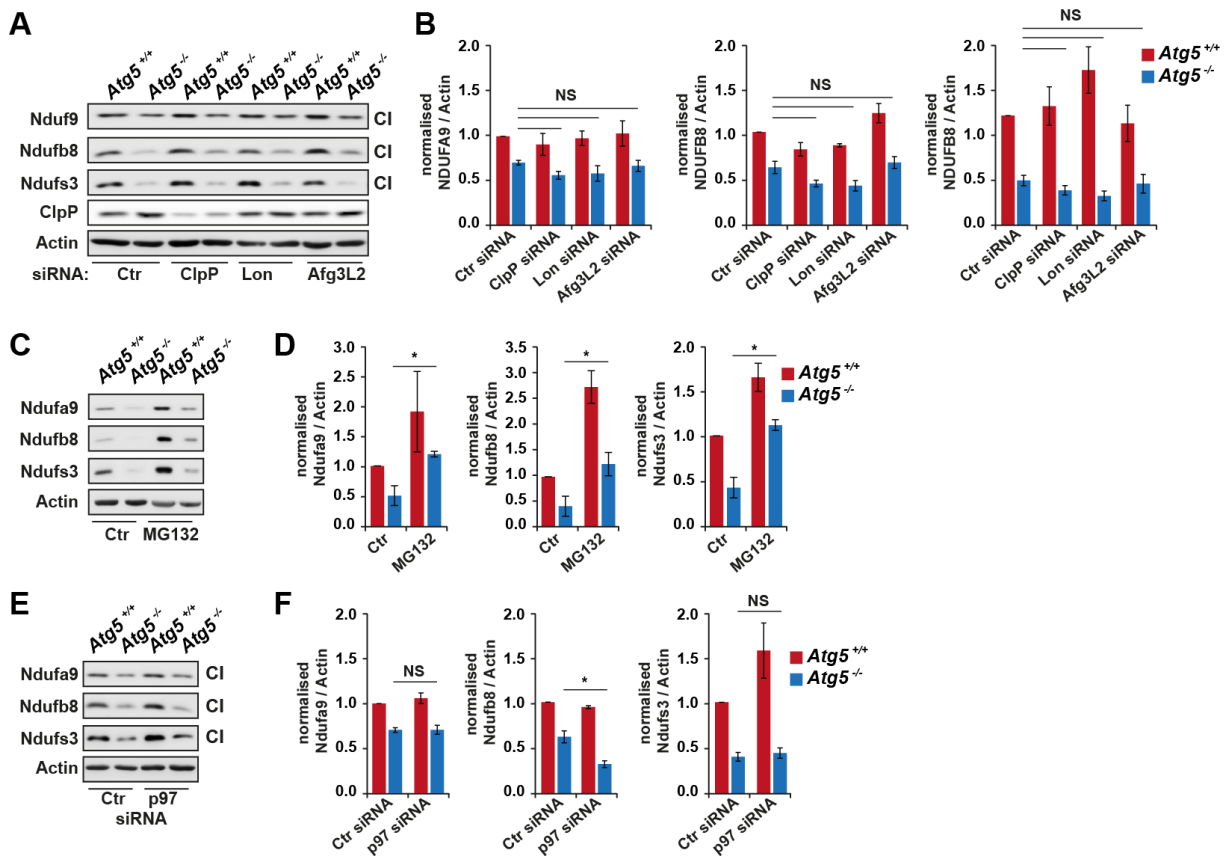 A
Atg5+/+ Atg5-/- Atg5+/+ Atg5-/- Atg5+/+ Atg5-/- Atg5+/+ Atg5-/-
Nduf9 CI
Ndufb8 CI
Ndufs3 CI
ClpP
Actin
siRNA: Ctr ClpP Lon Afg3L2
B
normalised
NDUFA9 / Actin
2.0
1.5
1.0
0.5
0.0
NS
Ctr siRNA
ClpP siRNA
Lon siRNA
Afg3L2 siRNA
normalised
NDUFB8 / Actin
2.0
1.5
1.0
0.5
0.0
NS
Ctr siRNA
ClpP siRNA
Lon siRNA
Afg3L2 siRNA
normalised
NDUFB8 / Actin
2.0
1.5
1.0
0.5
0.0
NS
Ctr siRNA
ClpP siRNA
Lon siRNA
Afg3L2 siRNA
Atg5+/+
Atg5-/-
C
Atg5+/+ Atg5-/- Atg5+/+ Atg5-/-
Ndufa9
Ndufb8
Ndufs3
Actin
Ctr MG132
D
normalised
Ndufa9 / Actin
3.0
2.5
2.0
1.5
1.0
0.5
0.0
*
Ctr
MG132
normalised
Ndufb8 / Actin
3.5
3.0
3.5
2.0
1.5
1.0
0.5
0.0
*
Ctr
MG132
normalised
Ndufs3 / Actin
2.0
1.5
1.0
0.5
0.0
*
Ctr
MG132
Atg5+/+
Atg5-/-
E
Atg5+/+ Atg5-/- Atg5+/+ Atg5-/-
Ndufa9 CI
Ndufb8 CI
Ndufs3 CI
Actin
Ctr p97
siRNA
F
normalised
Ndufa9 / Actin
2.0
1.5
1.0
0.5
0.0
NS
Ctr siRNA
p97 siRNA
normalised
Ndufb8 / Actin
2.0
1.5
1.0
0.5
0.0
*
Ctr siRNA
p97 siRNA
normalised
Ndufs3 / Actin
2.0
1.5
1.0
0.5
0.0
NS
Ctr siRNA
p97 siRNA
Atg5+/+
Atg5-/-